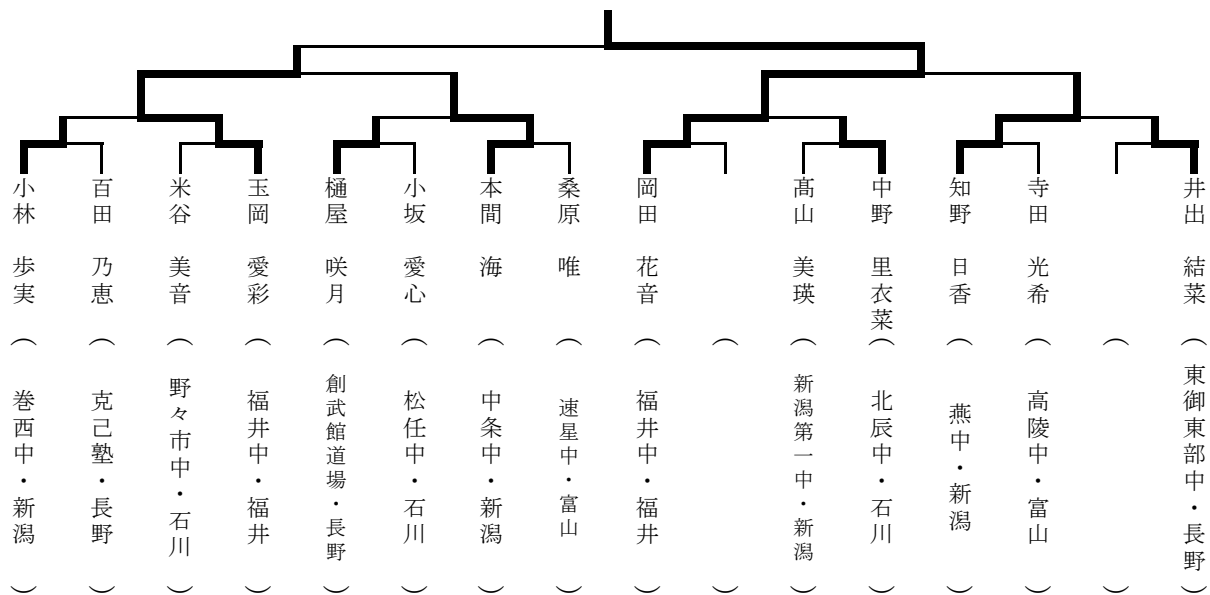 小林 歩実 （巻西中・新潟）
百田 乃恵 （克己塾・長野）
米谷 美音 （野々市中・石川）
玉岡 愛彩 （福井中・福井）
樋屋 咲月 （創武館道場・長野）
小坂 愛心 （松任中・石川）
本間 海 （中条中・新潟）
桑原 唯 （速星中・富山）
岡田 花音 （福井中・福井）
（ ）
髙山 美瑛 （新潟第一中・新潟）
中野 里衣菜 （北辰中・石川）
知野 日香 （燕中・新潟）
寺田 光希 （高陵中・富山）
（ ）
井出 結菜 （東御東部中・長野）